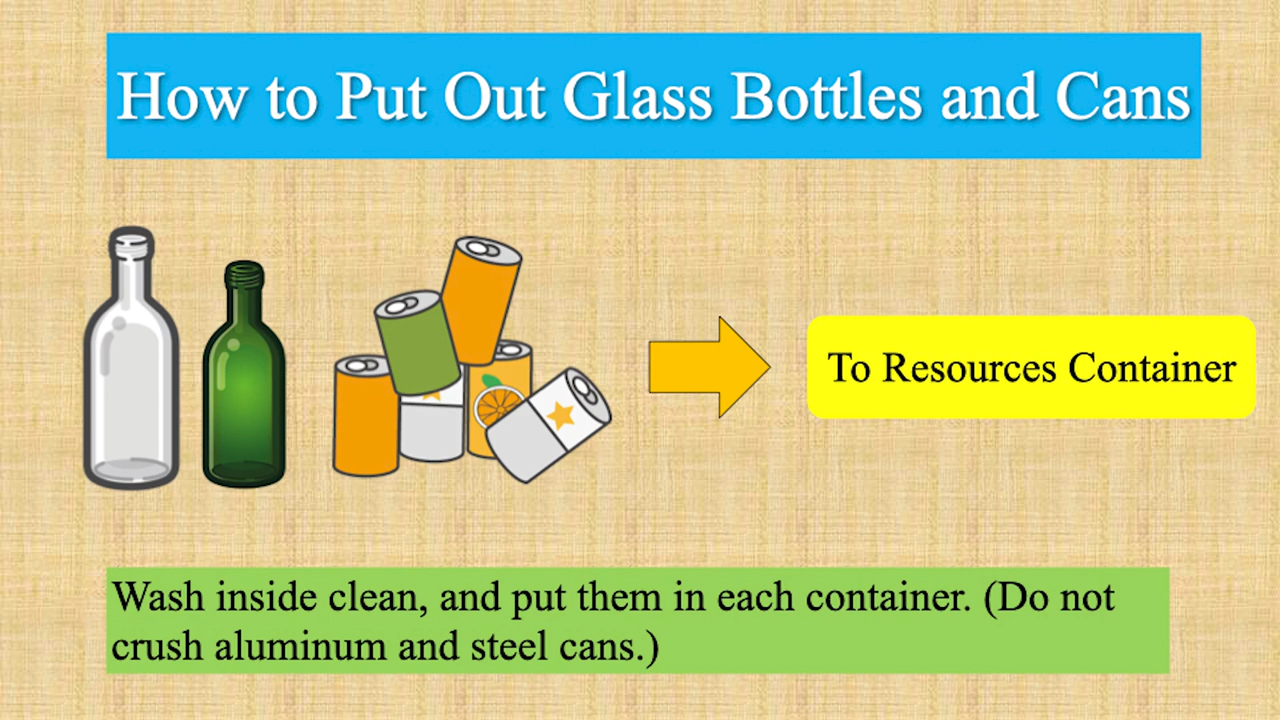 How to Put Out Glass Bottles and Cans
To Resources Container
Wash inside clean, and put them in each container. (Do not
crush aluminum and steel cans.)